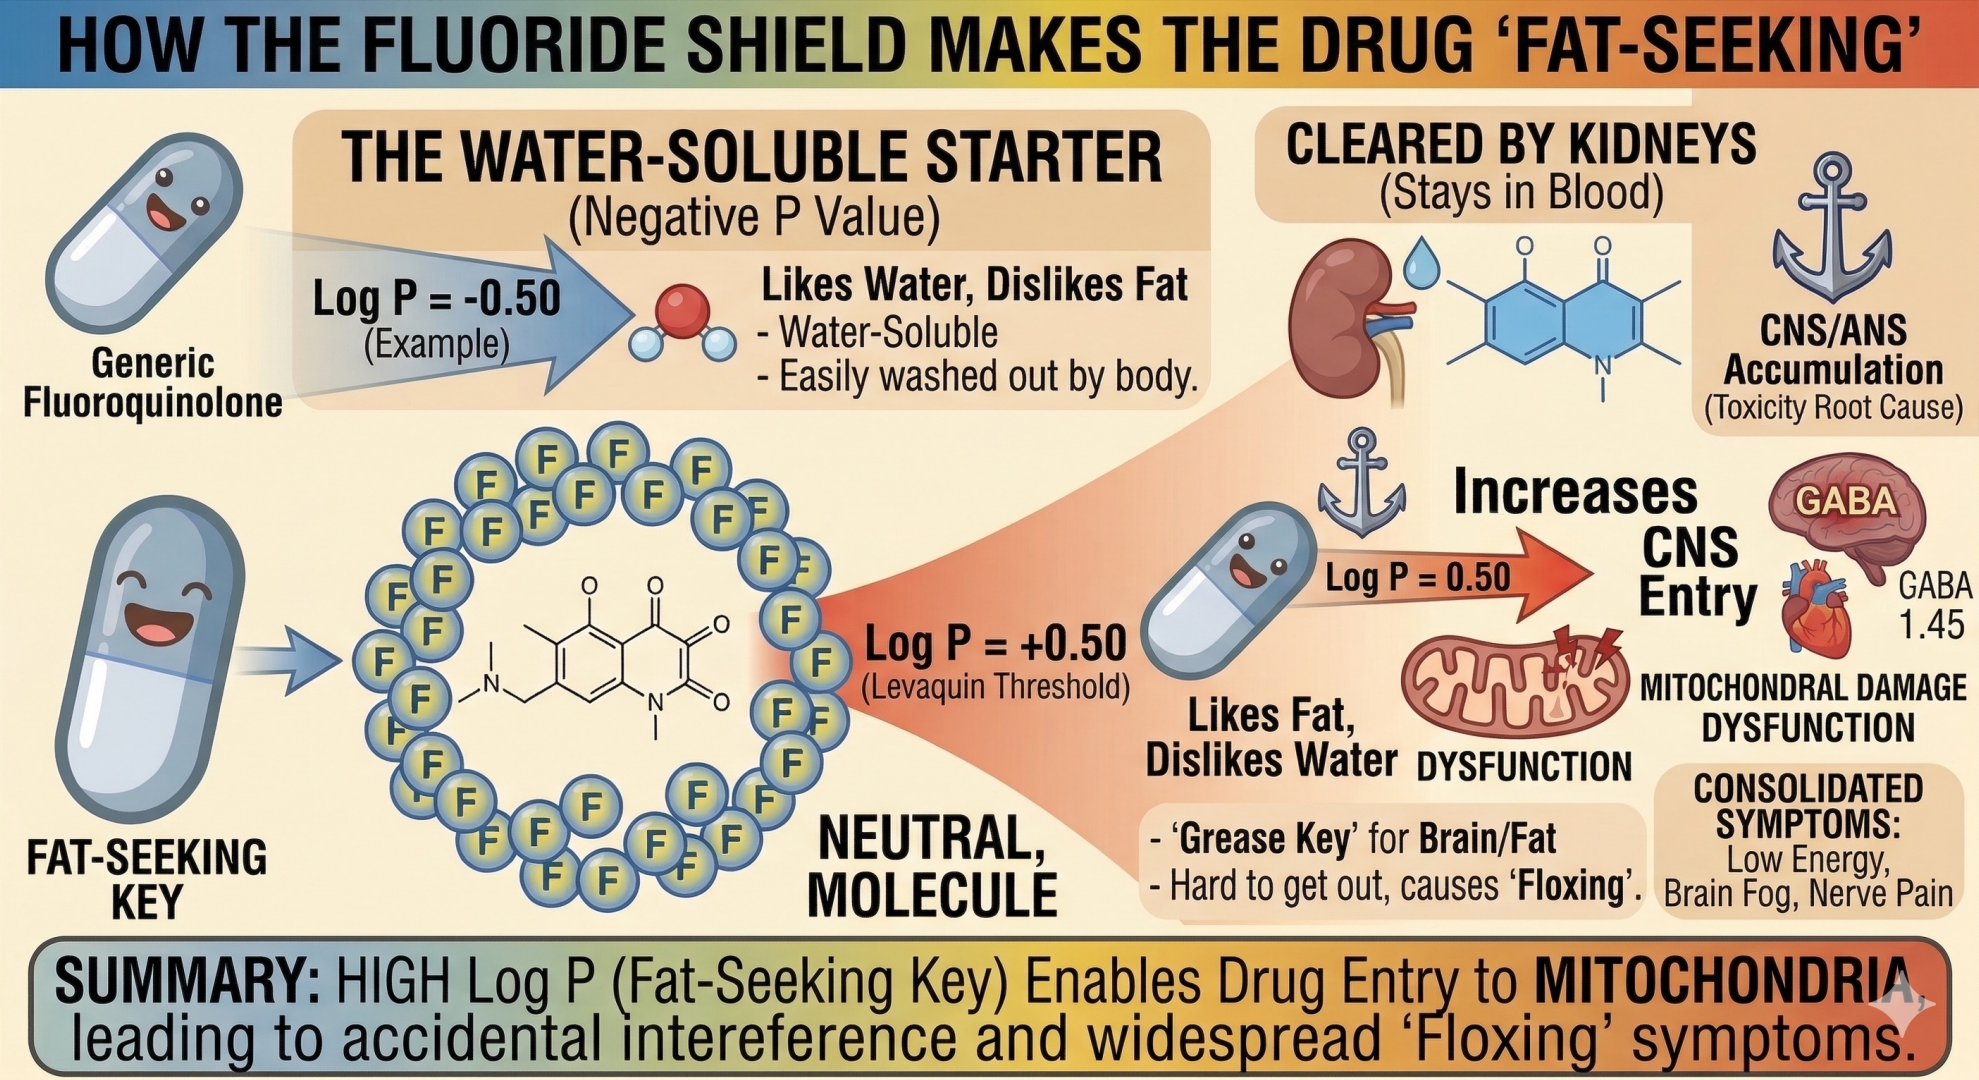 HOW THE FLUORIDE SHIELD MAKES THE DRUG ‘FAT-SEEKING’
Generic
Fluoroquinolone
THE WATER-SOLUBLE STARTER
(Negative P Value)
Log P = -0.50
(Example)
Likes Water, Dislikes Fat
- Water-Soluble
- Easily washed out by body.
CLEARED BY KIDNEYS
(Stays in Blood)
O
O
N
CNS/ANS
Accumulation
(Toxicity Root Cause)
FAT-SEEKING
KEY
F F F F F F F F F F F F F F F F F F F F F F F F F F F F F F F F F F F F F
O
O
O
N
N
O
NEUTRAL,
MOLECULE
Log P = +0.50
(Levaquin Threshold)
Log P = 0.50
Increases
CNS
Entry
GABA
GABA
1.45
Likes Fat,
Dislikes Water
DYSFUNCTION
MITOCHONDRAL DAMAGE
DYSFUNCTION
- ‘Grease Key’ for Brain/Fat
- Hard to get out, causes ‘Floxing’.
CONSOLIDATED
SYMPTOMS:
Low Energy,
Brain Fog, Nerve Pain
SUMMARY: HIGH Log P (Fat-Seeking Key) Enables Drug Entry to MITOCHONDRIA,
leading to accidental intereference and widespread ‘Floxing’ symptoms.